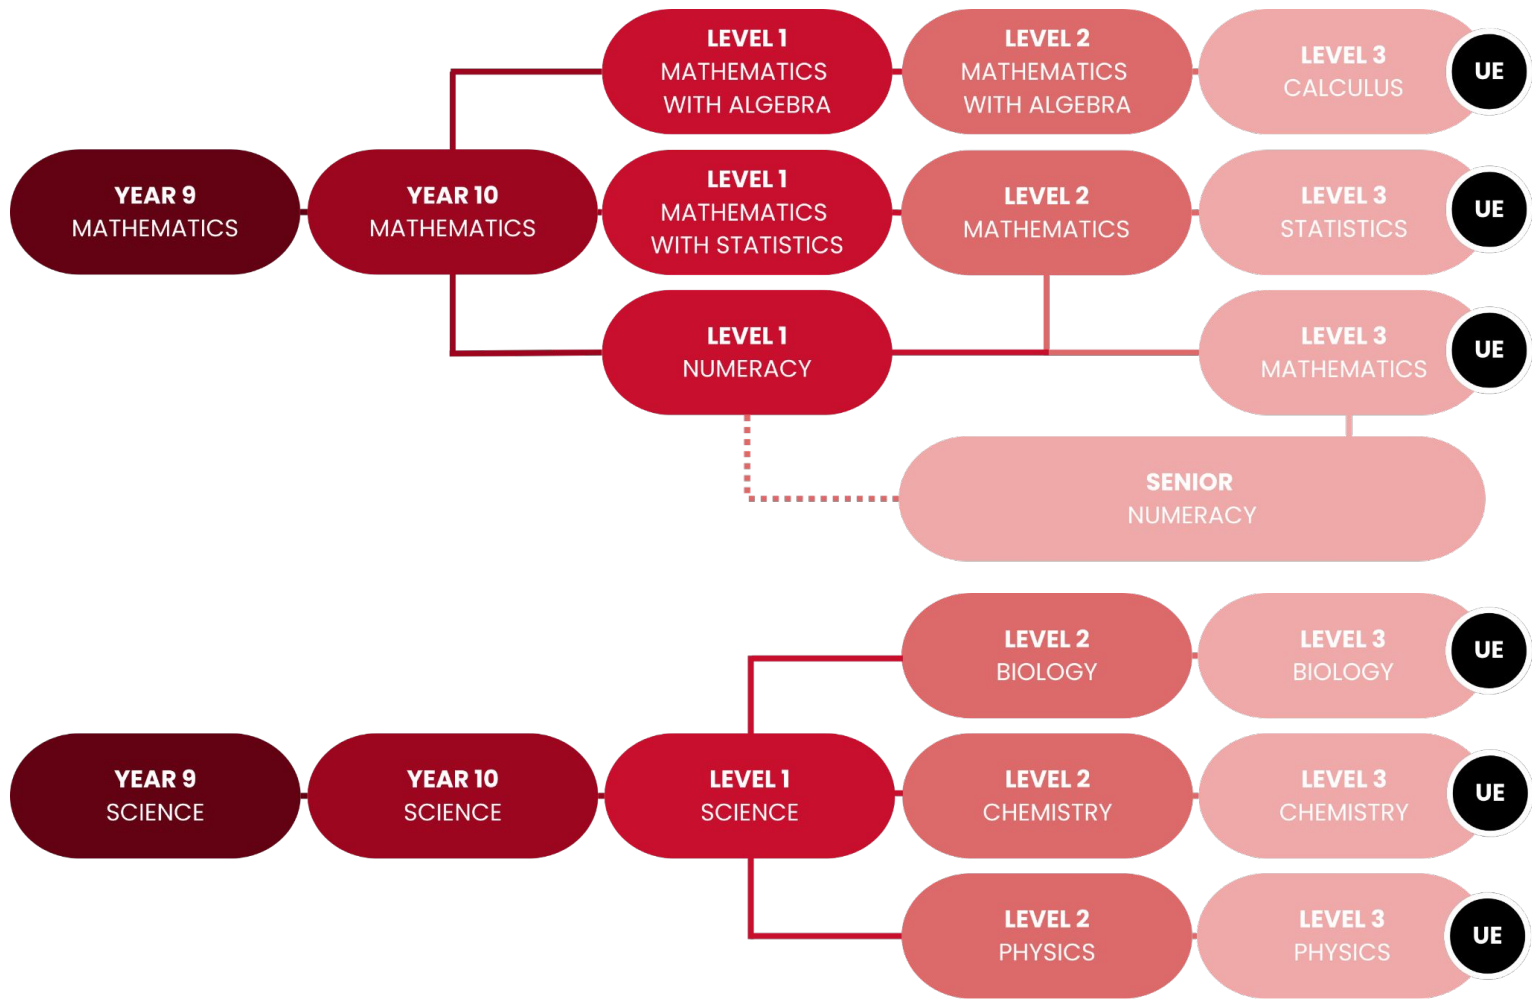 LEVEL 1
MATHEMATICS
WITH ALGEBRA
LEVEL 2
MATHEMATICS
WITH ALGEBRA
LEVEL 3
CALCULUS
UE
YEAR 9
MATHEMATICS
YEAR 10
MATHEMATICS
LEVEL 1
MATHEMATICS
WITH STATISTICS
LEVEL 2
MATHEMATICS
LEVEL 3
STATISTICS
UE
LEVEL 1
NUMERACY
LEVEL 3
MATHEMATICS
UE
SENIOR
NUMERACY
LEVEL 2
BIOLOGY
LEVEL 3
BIOLOGY
UE
YEAR 9
SCIENCE
YEAR 10
SCIENCE
LEVEL 1
SCIENCE
LEVEL 2
CHEMISTRY
LEVEL 3
CHEMISTRY
UE
LEVEL 2
PHYSICS
LEVEL 3
PHYSICS
UE